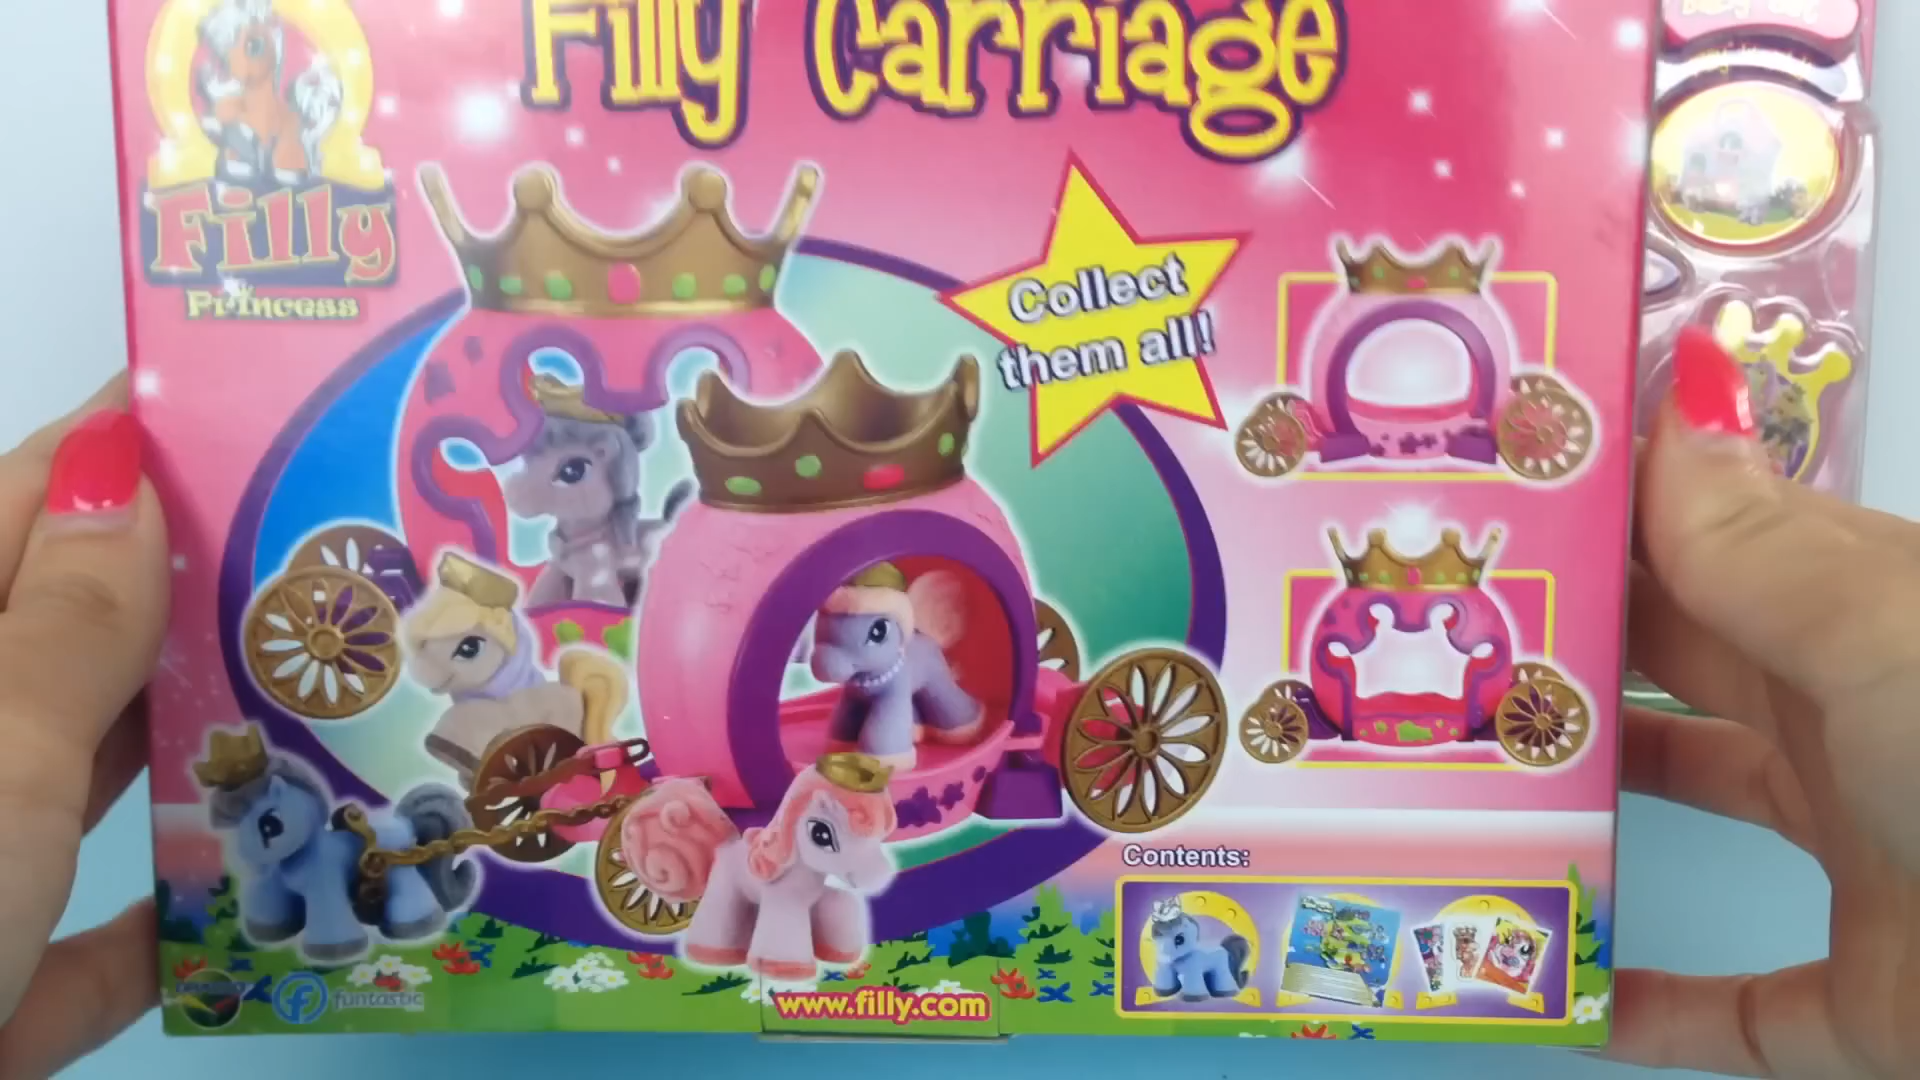 Filly Carriage
Filly
Princess
Collect
them all!
Contents:
funtastic
www.filly.com